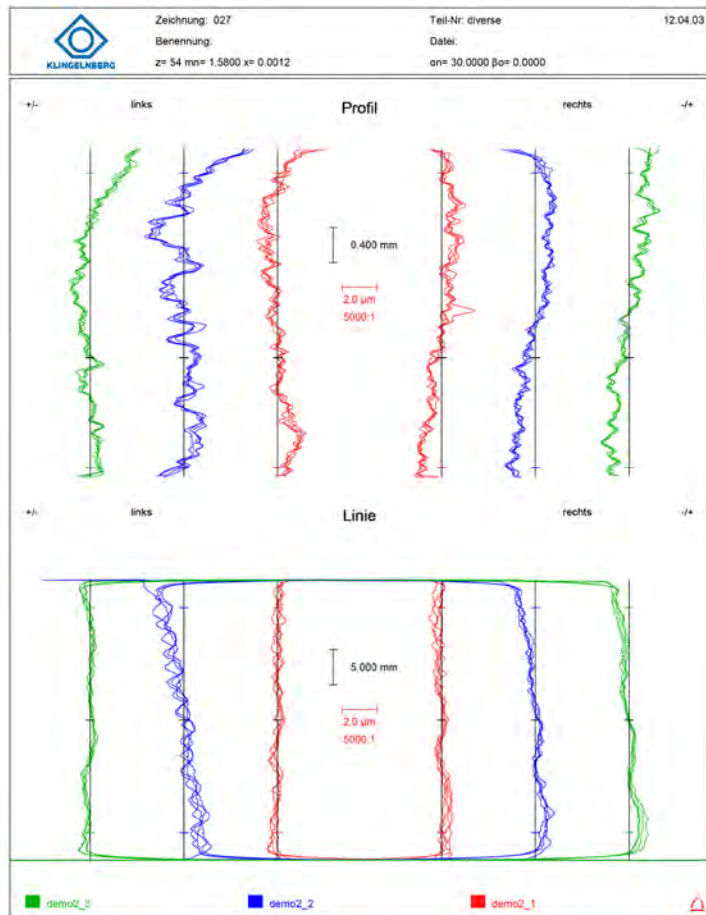 Zeichnung: 027 Teil-Nr: diverse 12.04.03
Benennung: Datei:
KLINGELNBERG z= 54 mn= 1.5800 x= 0.0012 αn= 30.0000 βo= 0.0000
+/- links Profil rechts -/+
0.400 mm
2.0 µm
5000:1
+/- links Linie rechts -/+
5.000 mm
2.0 µm
5000:1
demo2_3 demo2_2 demo2_1